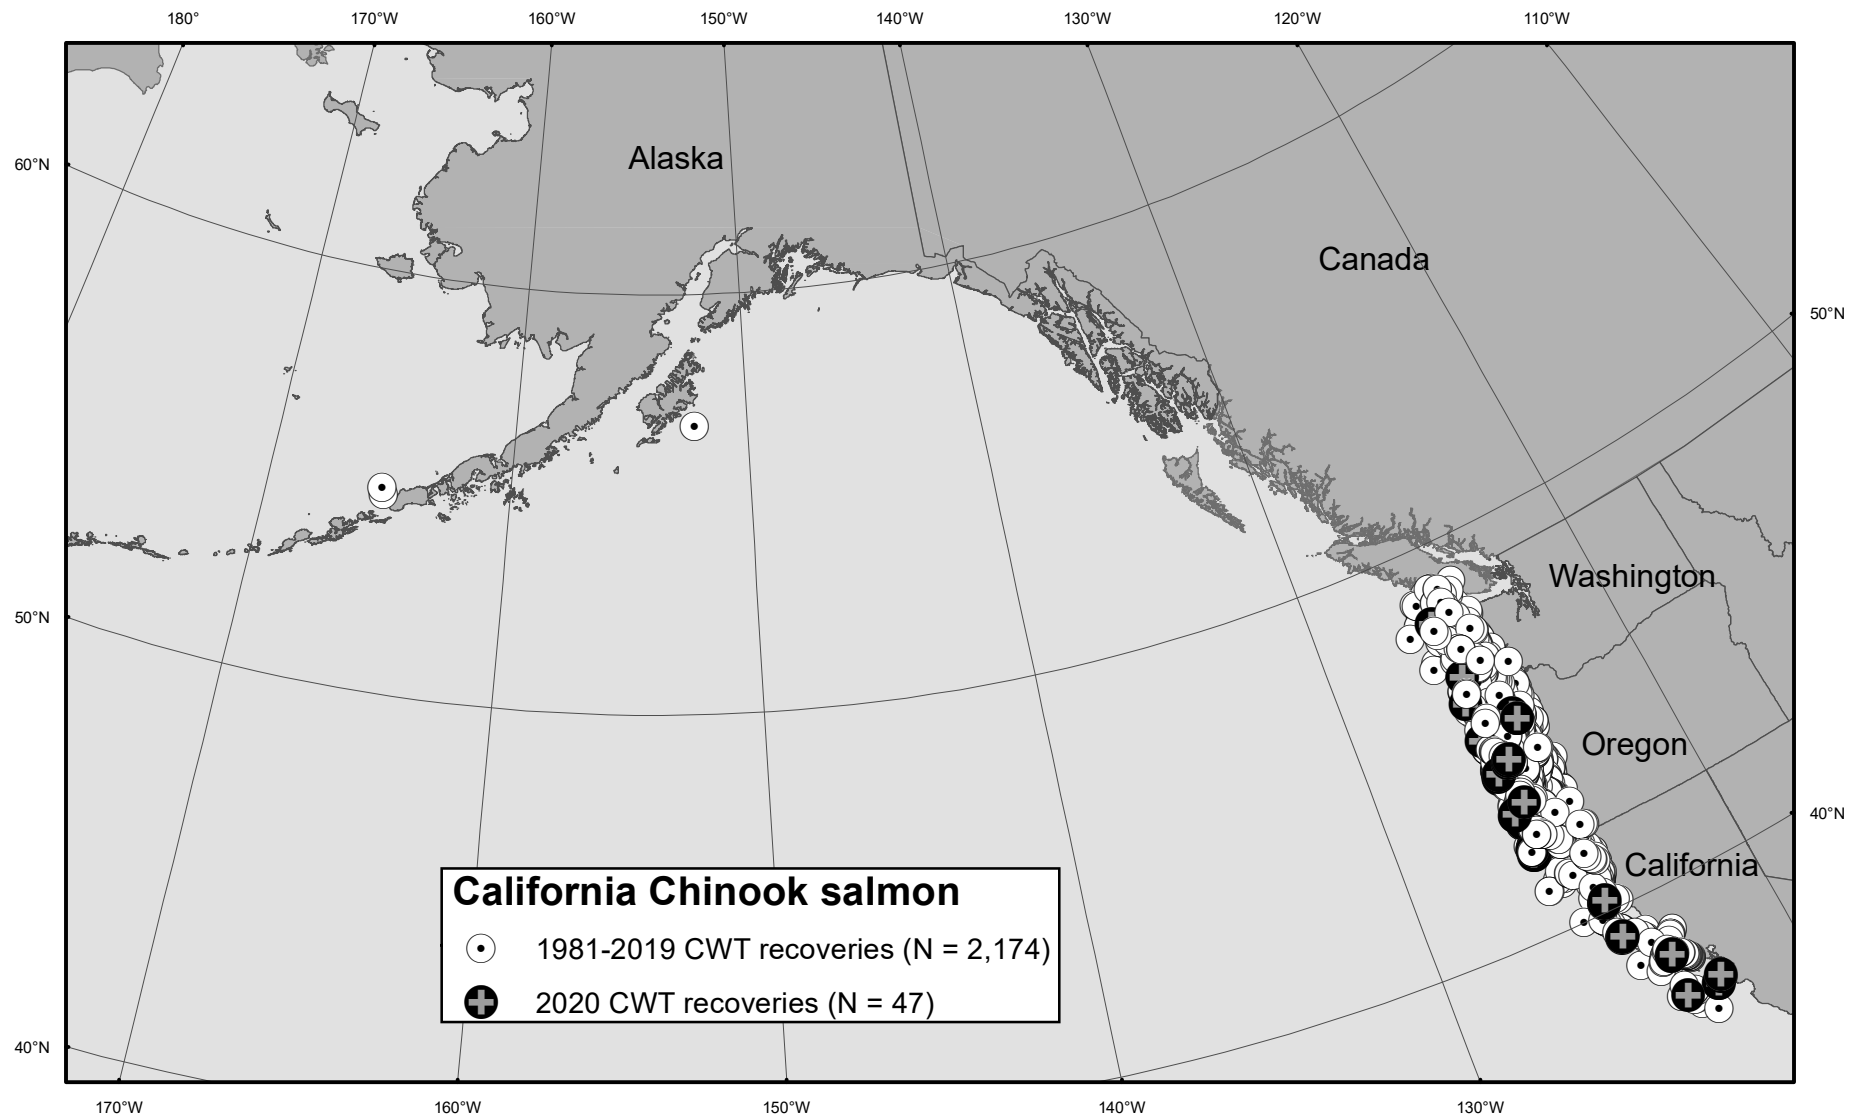 180° 170°W 160°W 150°W 140°W 130°W 120°W 110°W
60°N
Alaska
Canada
50°N
Washington
50°N
Oregon
40°N
California
California Chinook salmon
1981-2019 CWT recoveries (N = 2,174)
2020 CWT recoveries (N = 47)
40°N
170°W 160°W 150°W 140°W 130°W